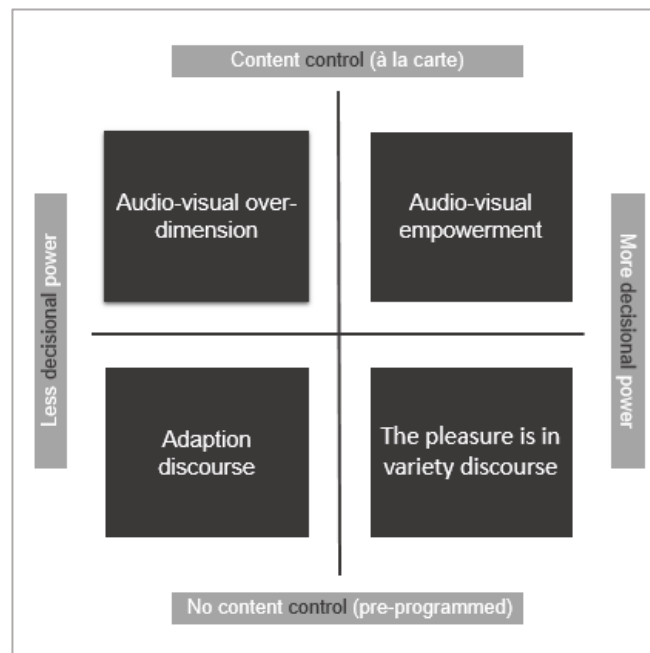 Content control (à la carte)
Audio-visual over-
dimension
Audio-visual
empowerment
Less decisional power
More decisional power
Adaption
discourse
The pleasure is in
variety discourse
No content control (pre-programmed)